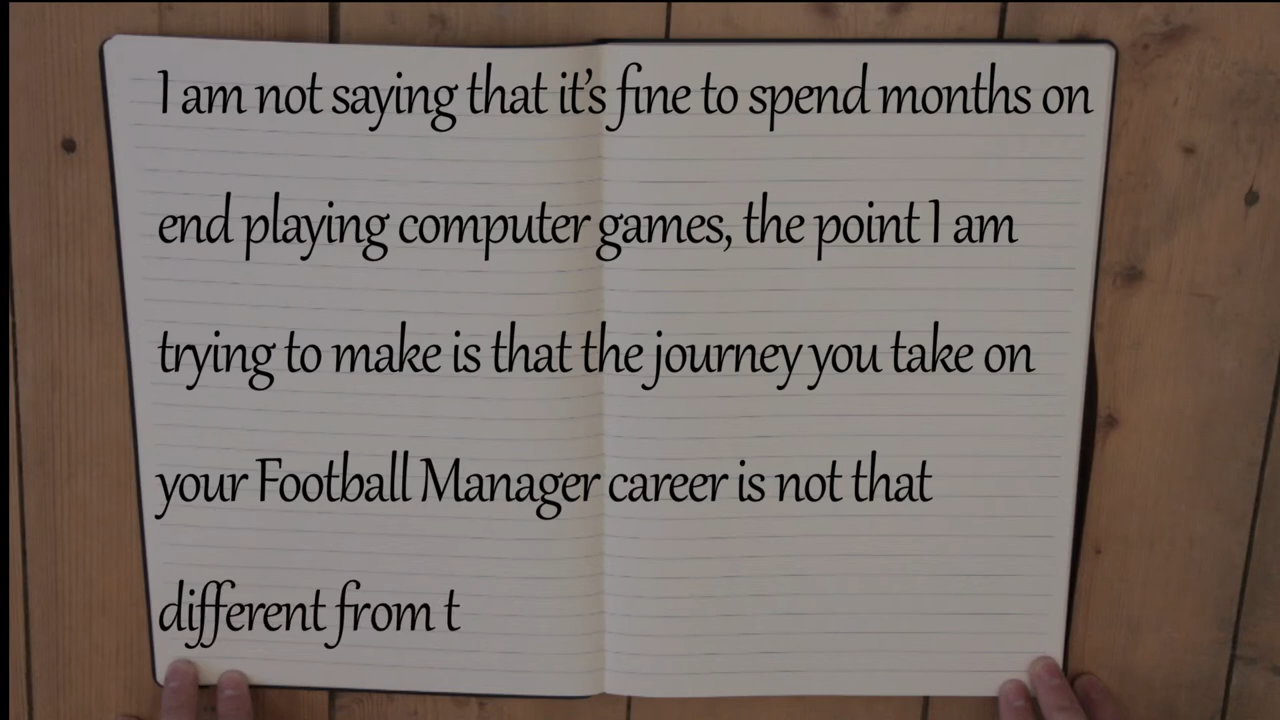 I am not saying that it's fine to spend months on
end playing computer games, the point I am
trying to make is that the journey you take on
your Football Manager career is not that
different from t